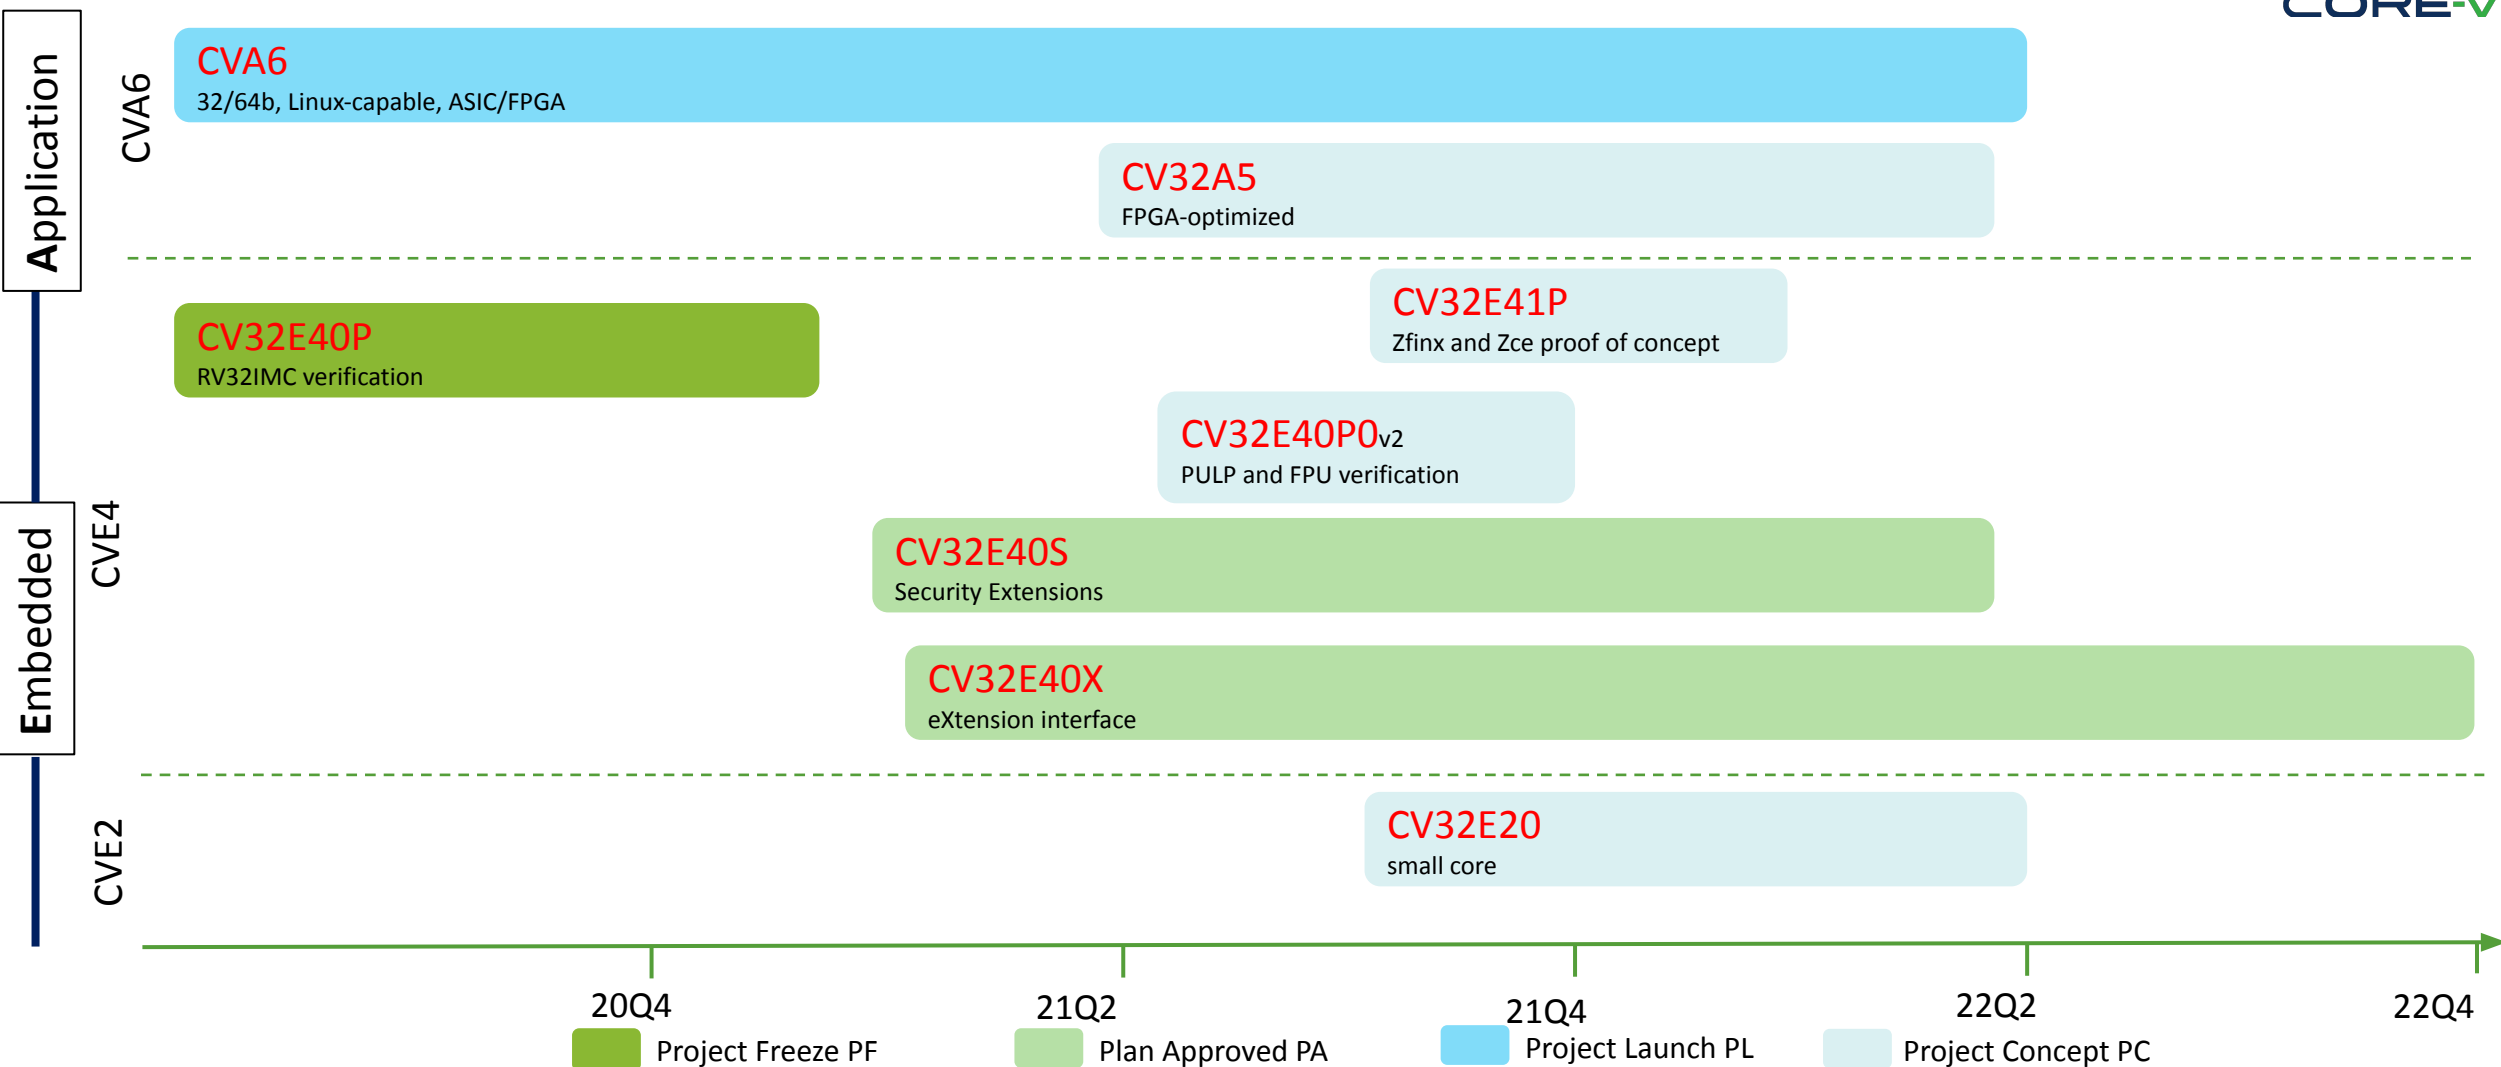 CORE-V
Application
CVA6
CVA6
32/64b, Linux-capable, ASIC/FPGA
CV32A5
FPGA-optimized
Embedded
CVE4
CV32E41P
Zfinx and Zce proof of concept
CV32E40P
RV32IMC verification
CV32E40P0v2
PULP and FPU verification
CV32E40S
Security Extensions
CV32E40X
eXtension interface
CVE2
CV32E20
small core
20Q4
21Q2
21Q4
22Q2
22Q4
Project Freeze PF
Plan Approved PA
Project Launch PL
Project Concept PC